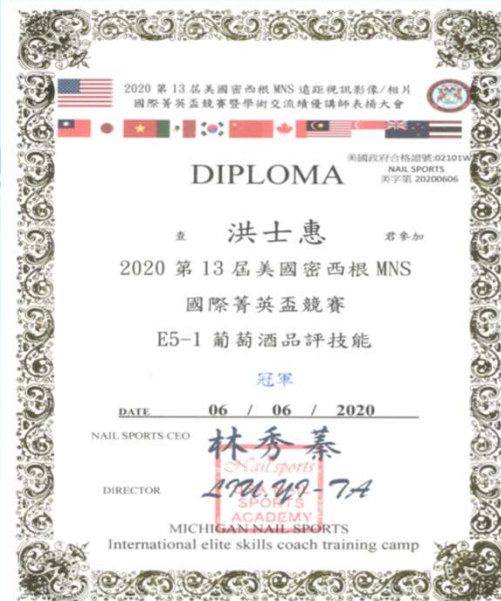 2020 第 13 屆美國密西根 MNS 遠距視訊影像/相片
國際菁英盃競賽暨學術交流績優講師表揚大會
美國政府合格證號:02101W
NAIL SPORTS
美字第 20200606
DIPLOMA
查 洪士惠 君參加
2020 第 13 屆美國密西根 MNS
國際菁英盃競賽
E5-1 葡萄酒品評技能
冠軍
DATE 06 / 06 / 2020
NAIL SPORTS CEO 林秀蓁
Nail sports
DIRECTOR LIU.YI-TA
SPORTS
ACADEMY
MICHIGAN NAIL SPORTS
International elite skills coach training camp